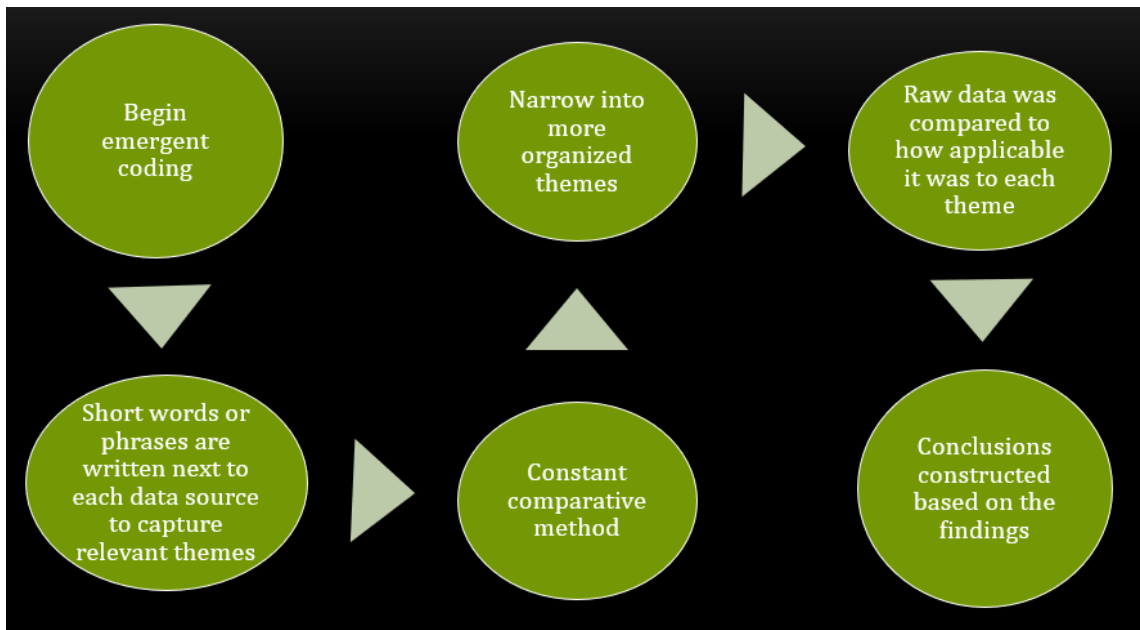 Begin
emergent
coding
Short words or
phrases are
written next to
each data source
to capture
relevant themes
Constant
comparative
method
Narrow into
more
organized
themes
Raw data was
compared to
how applicable
it was to each
theme
Conclusions
constructed
based on the
findings